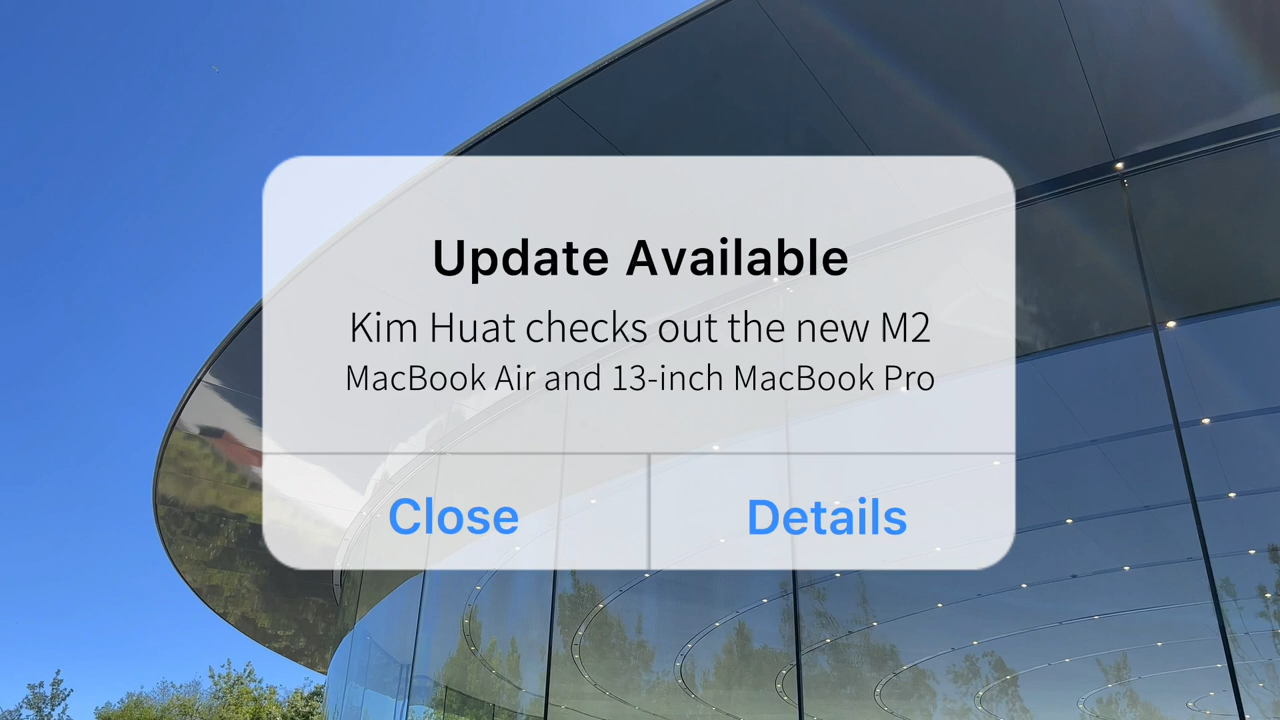 Update Available
Kim Huat checks out the new M2
MacBook Air and 13-inch MacBook Pro
Close
Details